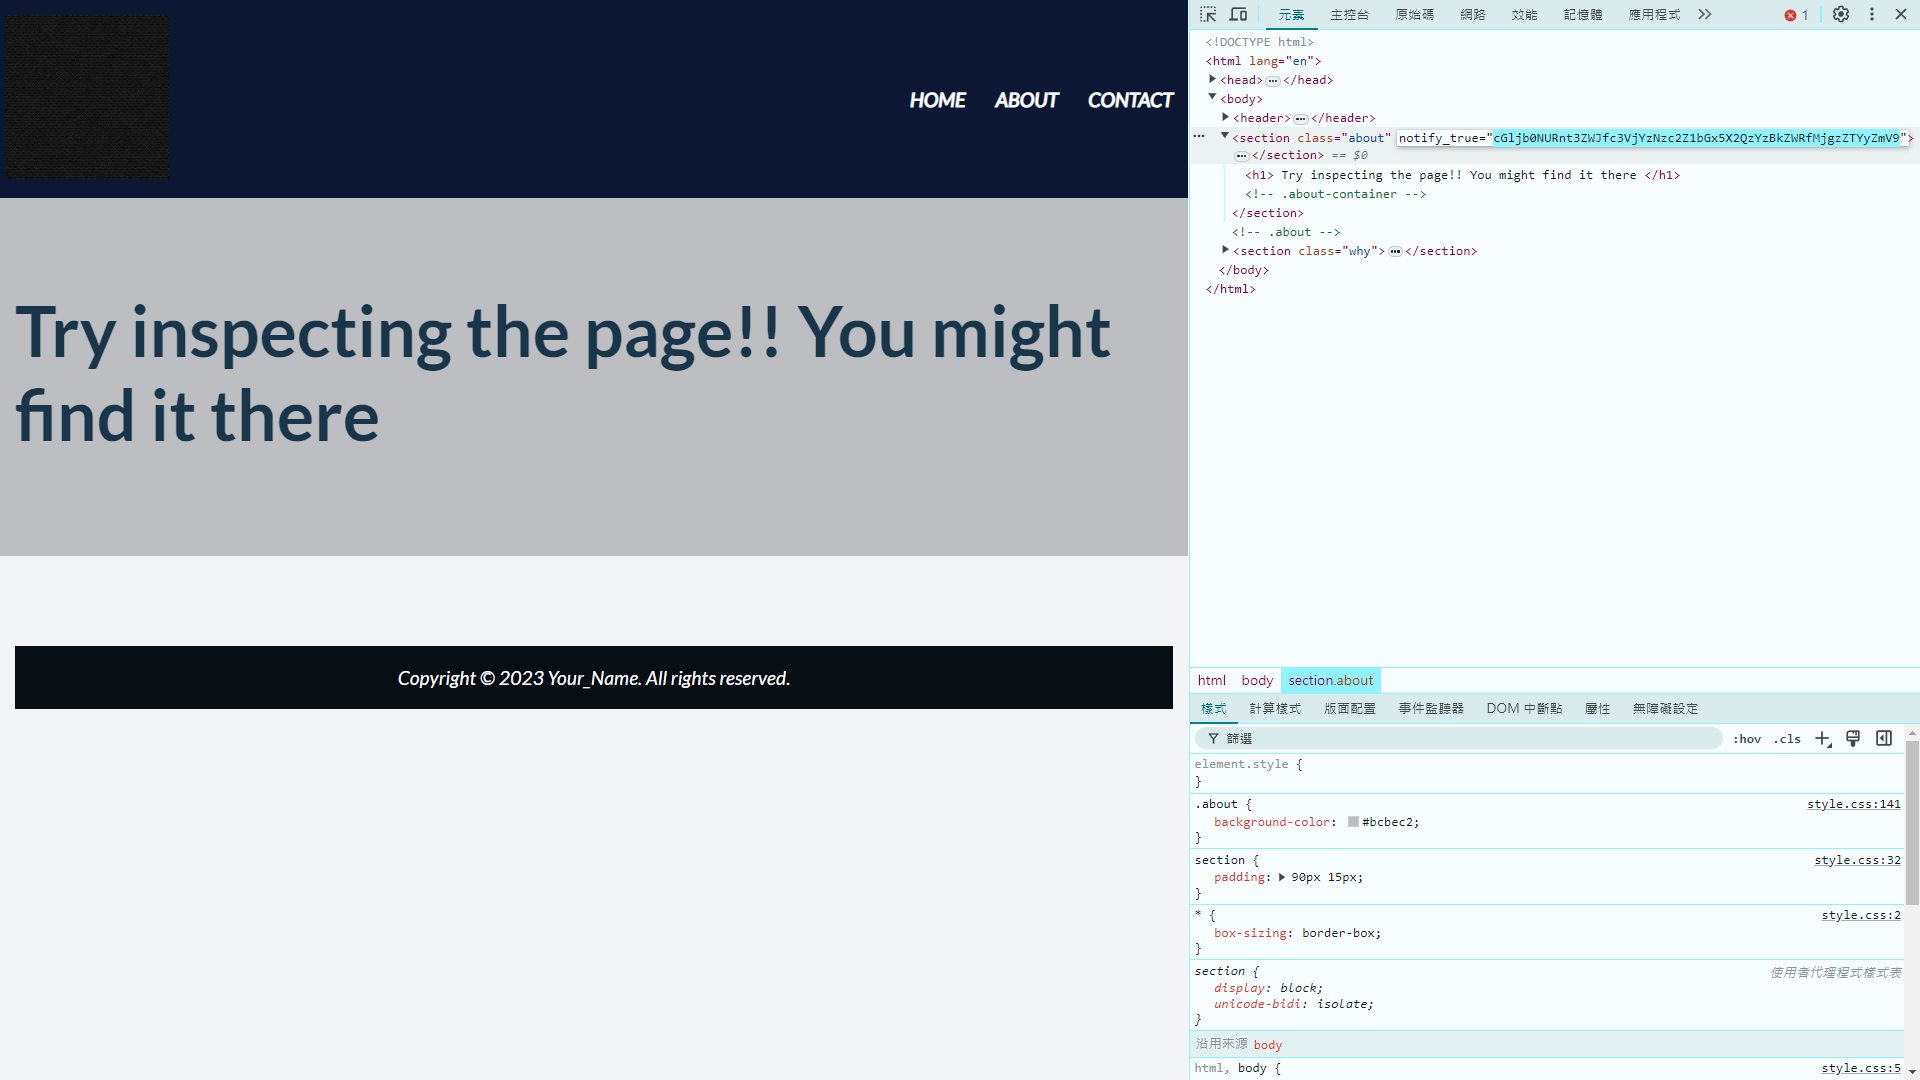 HOME ABOUT CONTACT
Try inspecting the page!! You might
find it there
Copyright © 2023 Your_Name. All rights reserved.
元素 主控台 原始碼 網路 效能 記憶體 應用程式 1
<!DOCTYPE html>
<html lang="en">
<head>…</head>
<body>
<header>…</header>
<section class="about" notify_true="cGljb0NURnt3ZWJfc3VjYzNzc2Z1bGx5X2QzYzBkZWRfMjgzZTYyZmV9">
…</section> == $0
<h1> Try inspecting the page!! You might find it there </h1>
<!-- .about-container -->
</section>
<!-- .about -->
<section class="why">…</section>
</body>
</html>
html body section.about
樣式 計算樣式 版面配置 事件監聽器 DOM 中斷點 屬性 無障礙設定
篩選 :hov .cls
element.style {
}
.about { style.css:141
background-color: #bcbec2;
}
section { style.css:32
padding: 90px 15px;
}
* { style.css:2
box-sizing: border-box;
}
section { 使用者代理程式樣式表
display: block;
unicode-bidi: isolate;
}
沿用來源 body
html, body { style.css:5